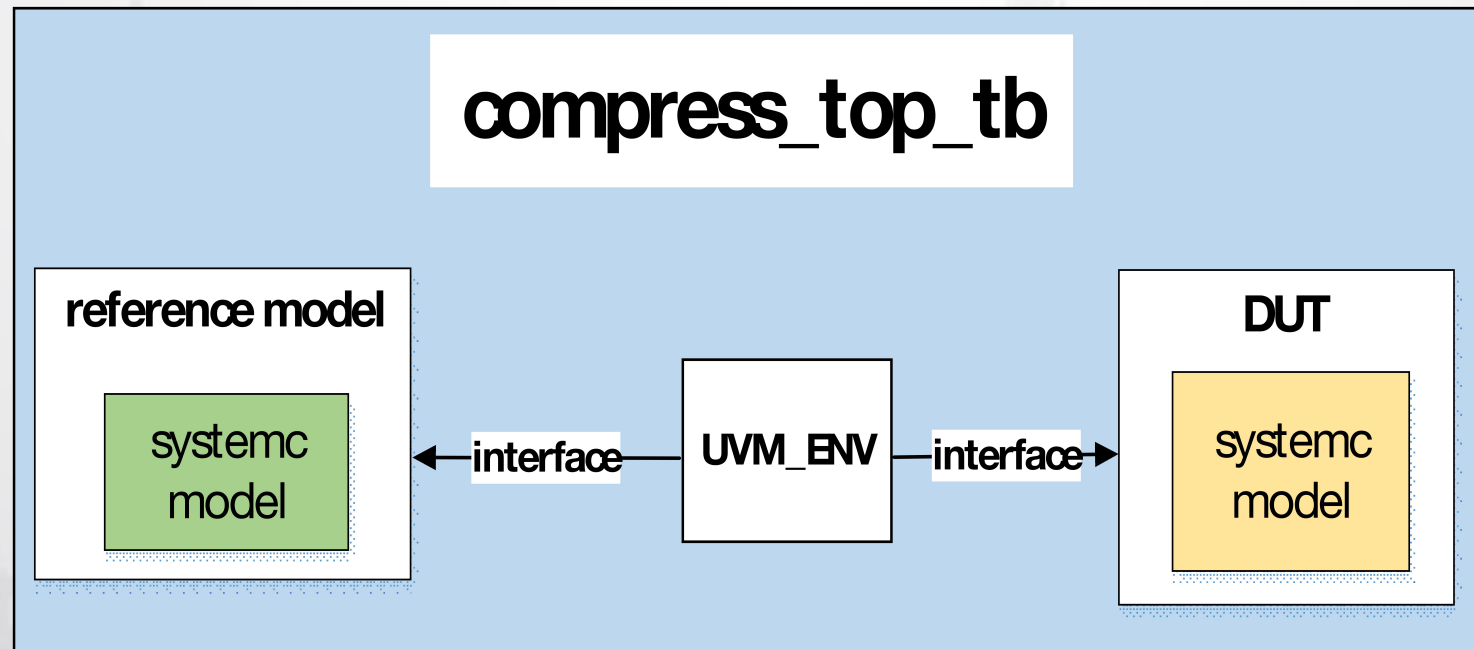 compress_top_tb
reference model
systemc
model
interface
UVM_ENV
interface
DUT
systemc
model